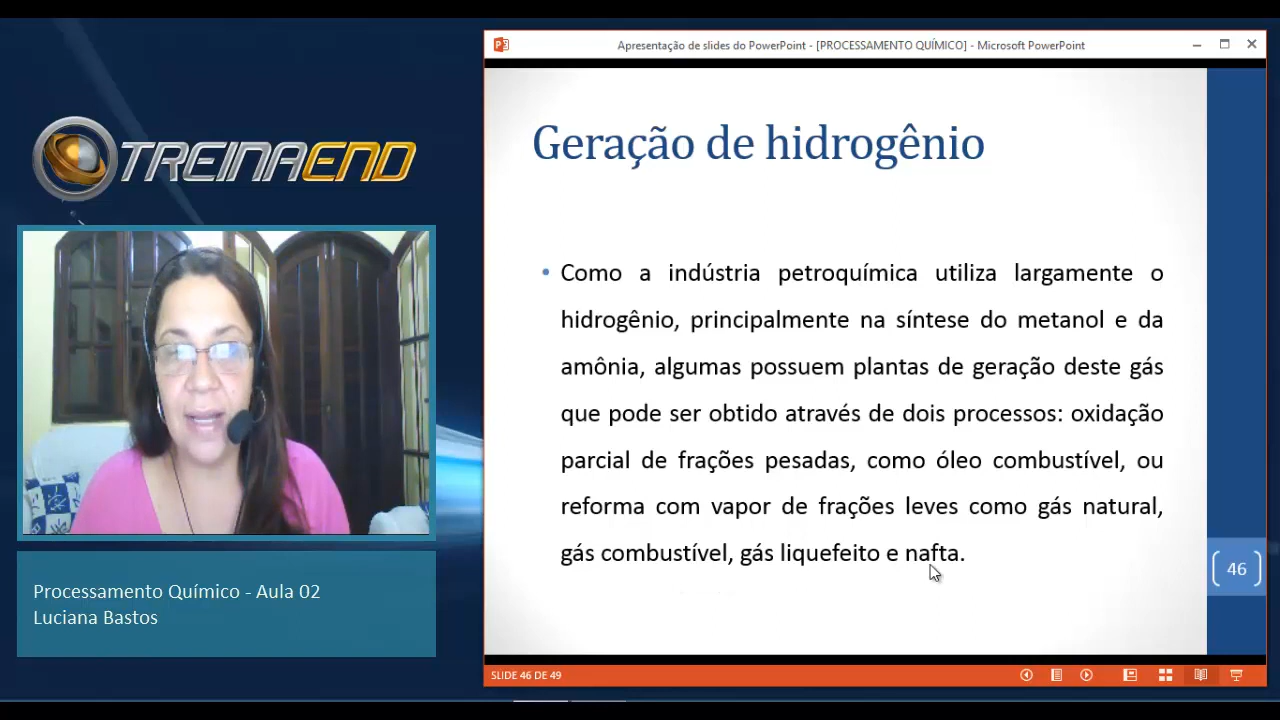 TREINAEND
Processamento Químico - Aula 02
Luciana Bastos
Apresentação de slides do PowerPoint - [PROCESSAMENTO QUÍMICO] - Microsoft PowerPoint
Geração de hidrogênio
• Como a indústria petroquímica utiliza largamente o
hidrogênio, principalmente na síntese do metanol e da
amônia, algumas possuem plantas de geração deste gás
que pode ser obtido através de dois processos: oxidação
parcial de frações pesadas, como óleo combustível, ou
reforma com vapor de frações leves como gás natural,
gás combustível, gás liquefeito e nafta.
46
SLIDE 46 DE 49